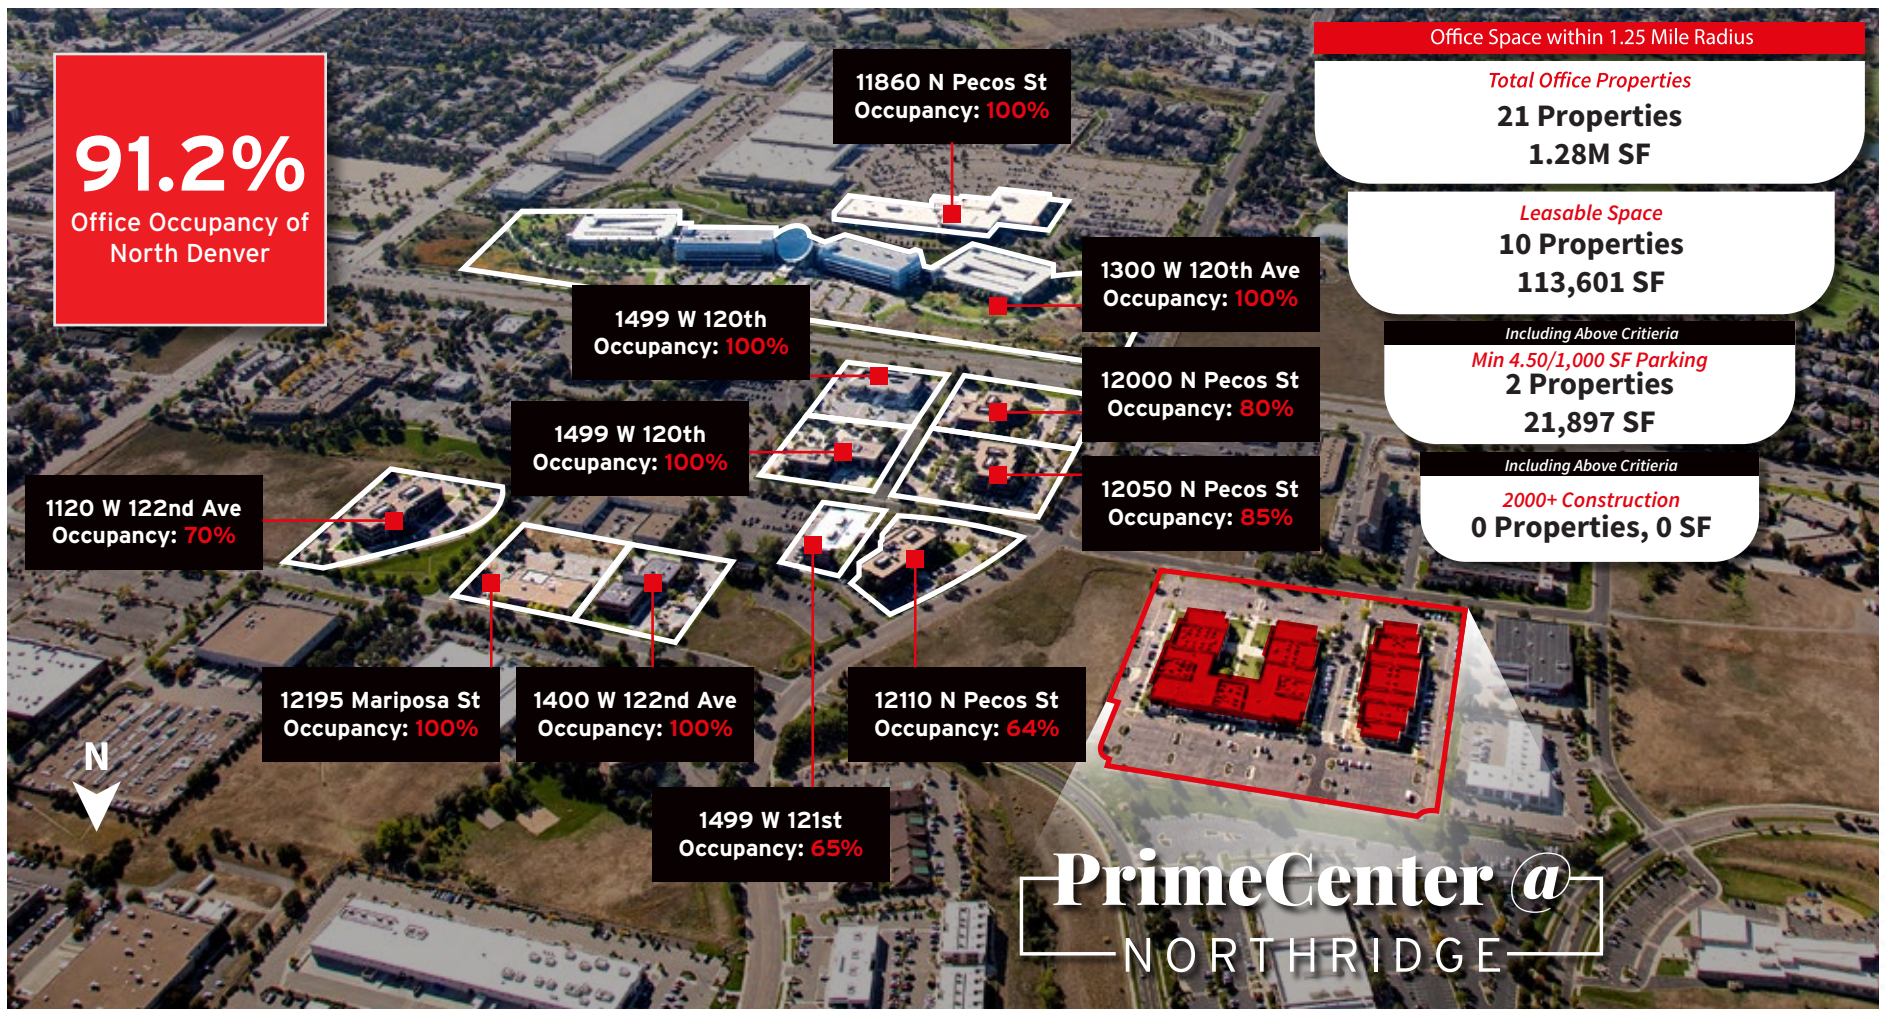 91.2%
Office Occupancy of
North Denver
11860 N Pecos St
Occupancy: 100%
Office Space within 1.25 Mile Radius
Total Office Properties
21 Properties
1.28M SF
Leasable Space
10 Properties
113,601 SF
Including Above Critieria
Min 4.50/1,000 SF Parking
2 Properties
21,897 SF
Including Above Critieria
2000+ Construction
0 Properties, 0 SF
1300 W 120th Ave
Occupancy: 100%
1499 W 120th
Occupancy: 100%
12000 N Pecos St
Occupancy: 80%
1499 W 120th
Occupancy: 100%
12050 N Pecos St
Occupancy: 85%
1120 W 122nd Ave
Occupancy: 70%
12195 Mariposa St
Occupancy: 100%
1400 W 122nd Ave
Occupancy: 100%
12110 N Pecos St
Occupancy: 64%
N
1499 W 121st
Occupancy: 65%
PrimeCenter @
NORTHRIDGE